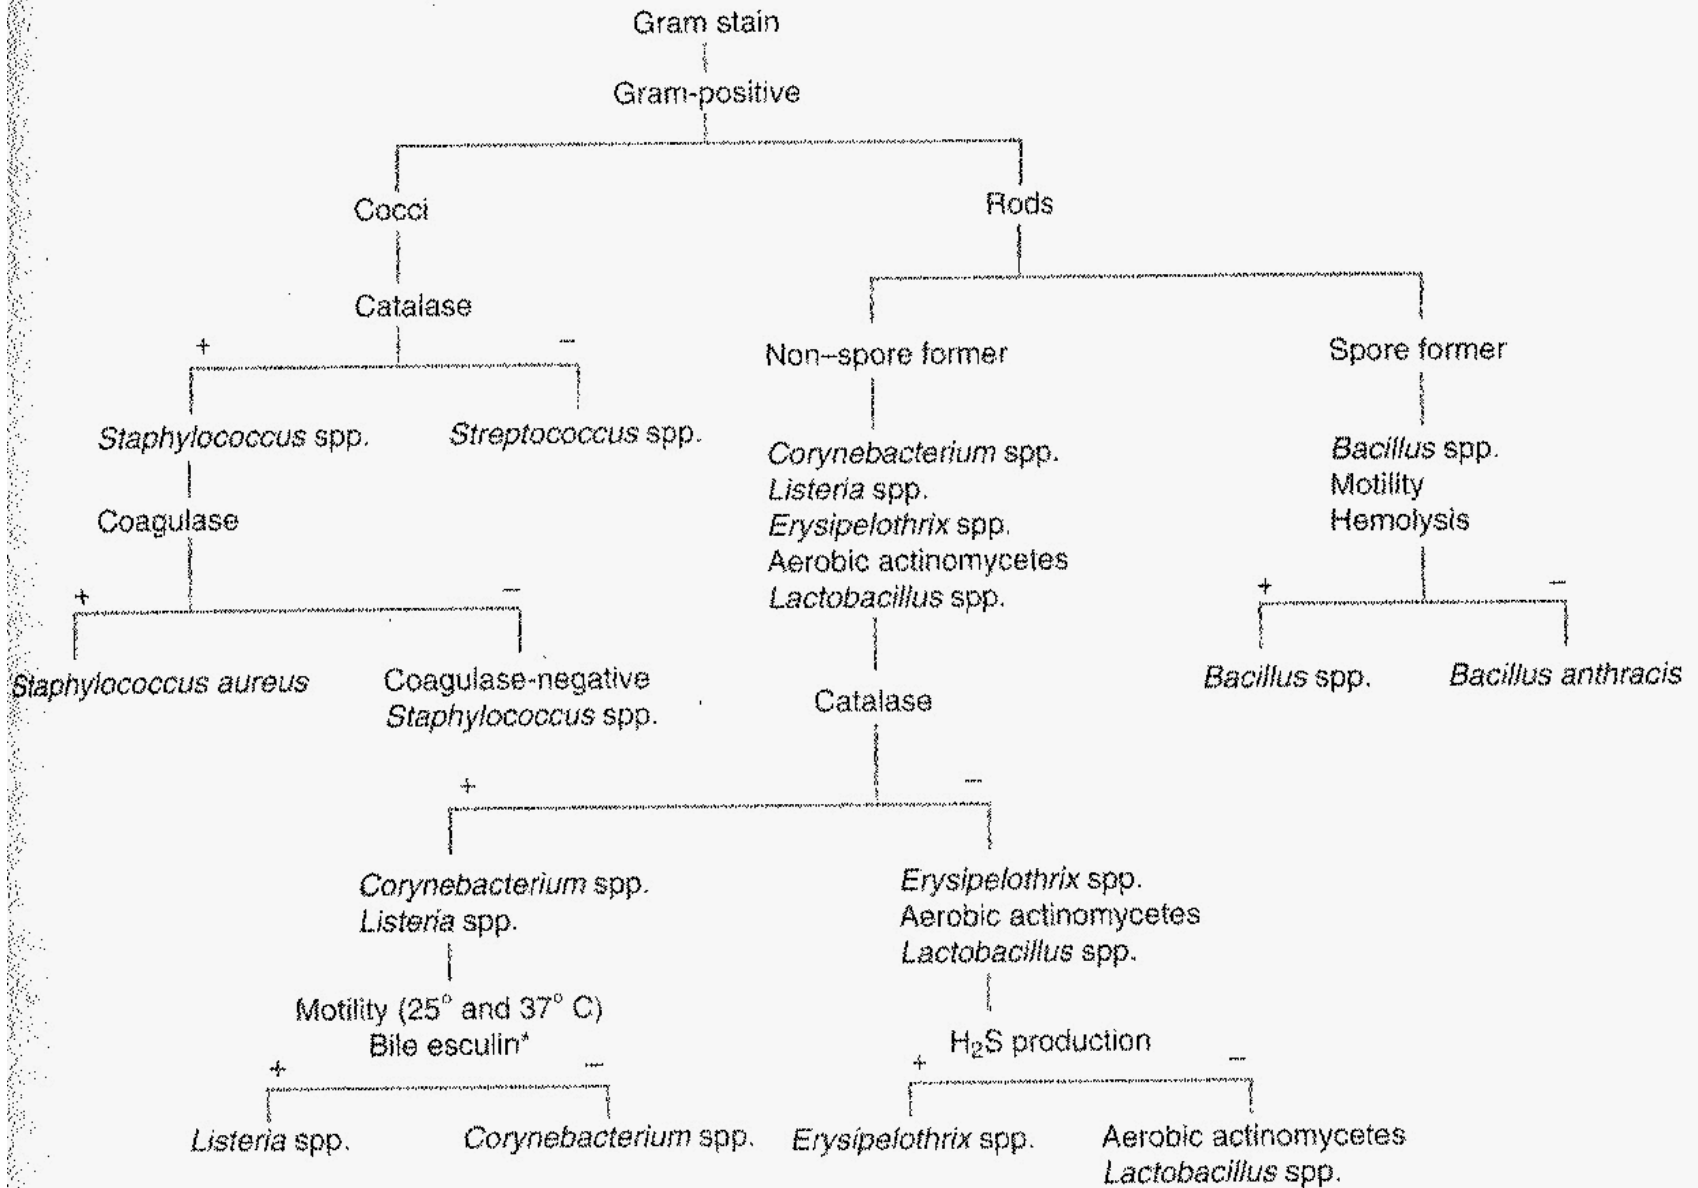 Gram stain
Gram-positive
Cocci
Rods
Catalase
+
−
Non–spore former
Spore former
Staphylococcus spp.
Streptococcus spp.
Corynebacterium spp.
Listeria spp.
Erysipelothrix spp.
Aerobic actinomycetes
Lactobacillus spp.
Bacillus spp.
Motility
Hemolysis
Coagulase
+
−
+
−
Staphylococcus aureus
Coagulase-negative
Staphylococcus spp.
Catalase
Bacillus spp.
Bacillus anthracis
+
−
Corynebacterium spp.
Listeria spp.
Erysipelothrix spp.
Aerobic actinomycetes
Lactobacillus spp.
Motility (25° and 37° C)
Bile esculin*
H₂S production
+
−
+
−
Listeria spp.
Corynebacterium spp.
Erysipelothrix spp.
Aerobic actinomycetes
Lactobacillus spp.